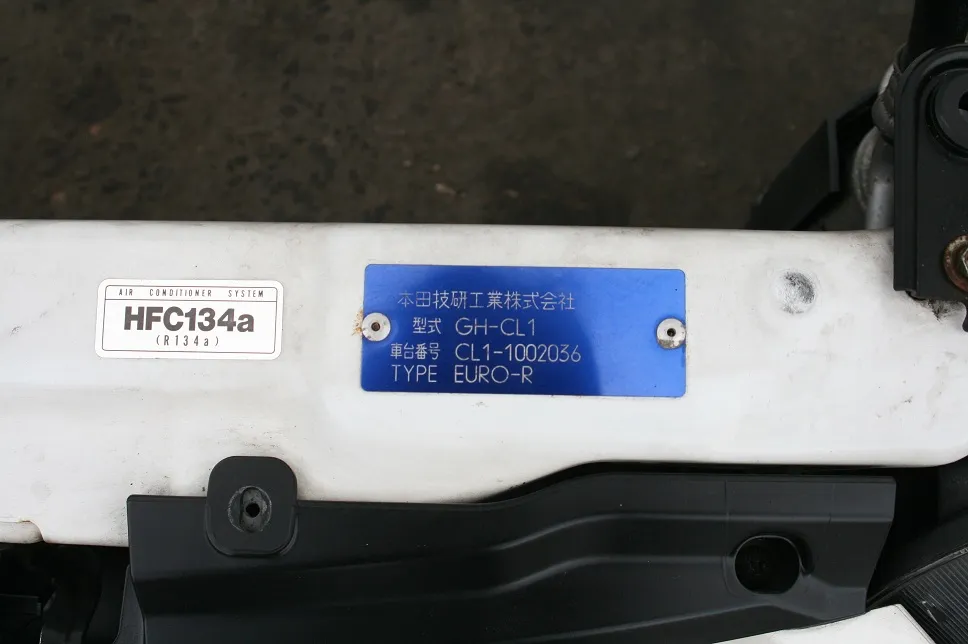 AIR CONDITIONER SYSTEM
HFC134a
(R134a)
本田技研工業株式会社
型式 GH-CL1
車台番号 CL1-1002036
TYPE EURO-R